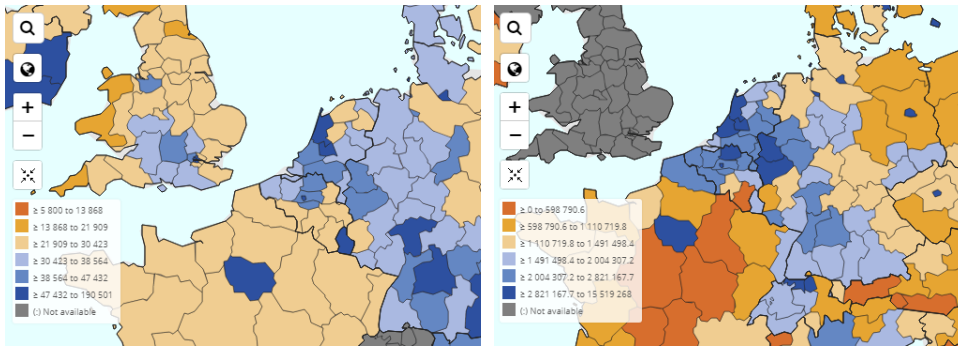 ≥ 5 800 to 13 868
≥ 13 868 to 21 909
≥ 21 909 to 30 423
≥ 30 423 to 38 564
≥ 38 564 to 47 432
≥ 47 432 to 190 501
(:) Not available
≥ 0 to 598 790.6
≥ 598 790.6 to 1 110 719.8
≥ 1 110 719.8 to 1 491 498.4
≥ 1 491 498.4 to 2 004 307.2
≥ 2 004 307.2 to 2 821 167.7
≥ 2 821 167.7 to 15 519 268
(:) Not available